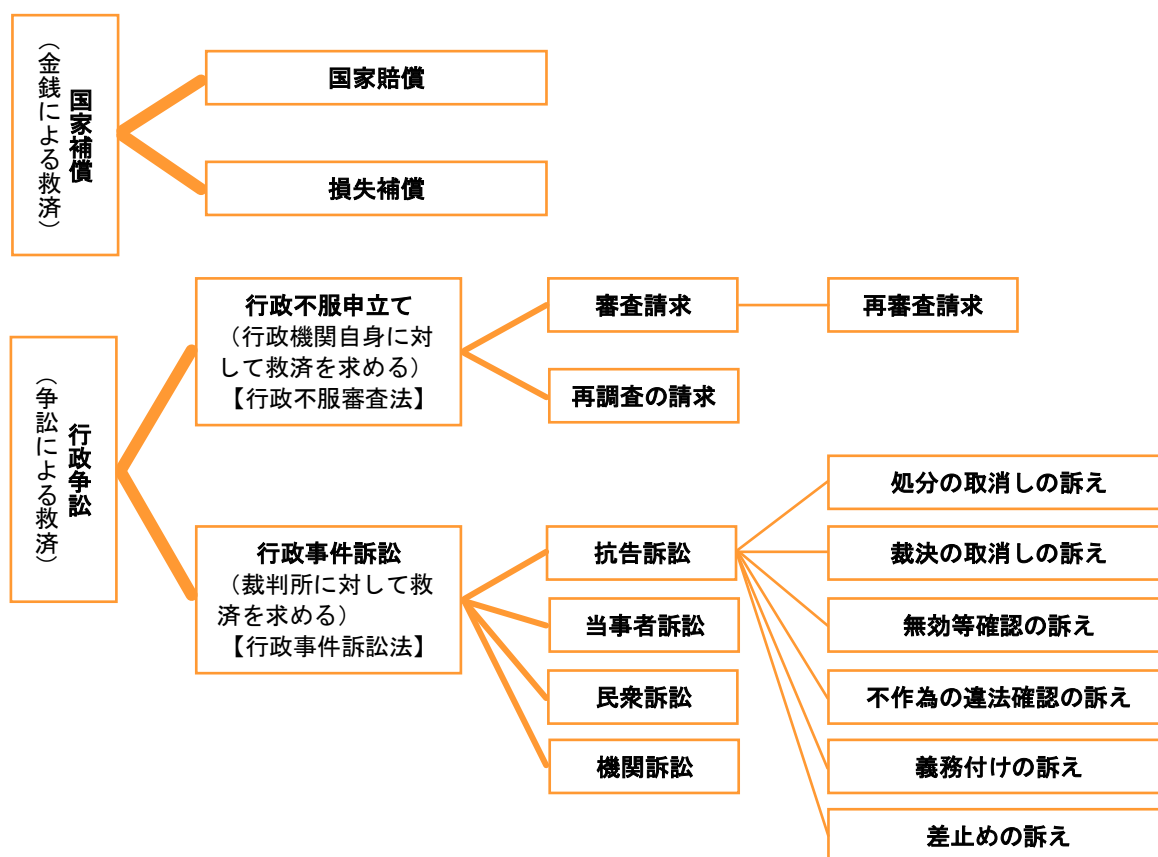 国家補償
（金銭による救済）
国家賠償
損失補償
行政争訟
（争訟による救済）
行政不服申立て
（行政機関自身に対
して救済を求める）
【行政不服審査法】
審査請求
再審査請求
再調査の請求
行政事件訴訟
（裁判所に対して救
済を求める）
【行政事件訴訟法】
抗告訴訟
当事者訴訟
民衆訴訟
機関訴訟
処分の取消しの訴え
裁決の取消しの訴え
無効等確認の訴え
不作為の違法確認の訴え
義務付けの訴え
差止めの訴え